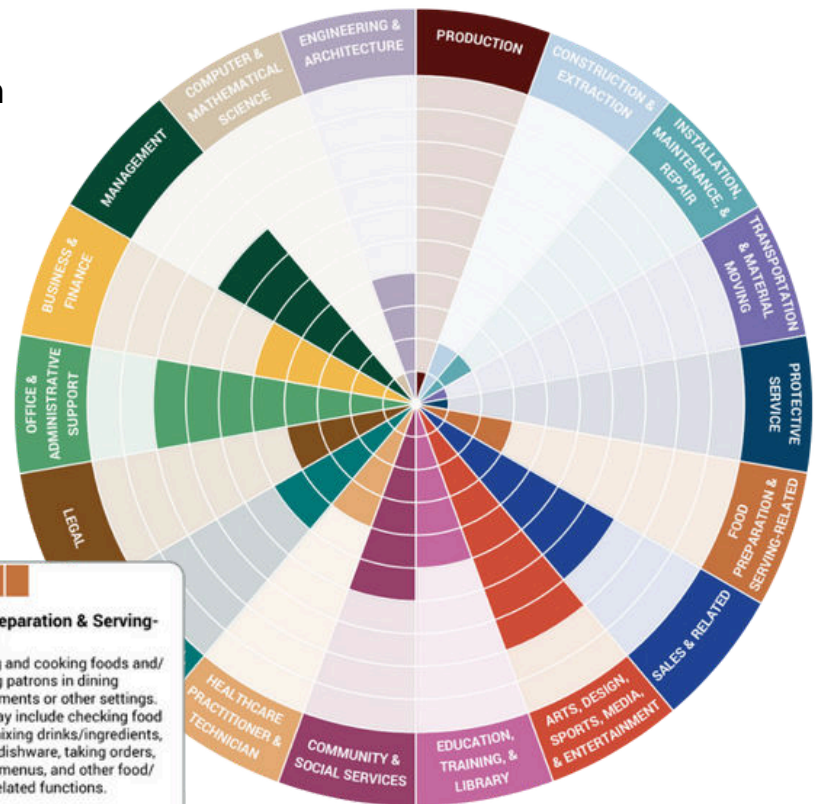 ENGINEERING &
ARCHITECTURE
PRODUCTION
CONSTRUCTION &
EXTRACTION
INSTALLATION,
MAINTENANCE, &
REPAIR
TRANSPORTATION
& MATERIAL
MOVING
PROTECTIVE
SERVICE
FOOD
PREPARATION &
SERVING-RELATED
SALES & RELATED
ARTS, DESIGN,
SPORTS, MEDIA,
& ENTERTAINMENT
EDUCATION,
TRAINING, &
LIBRARY
COMMUNITY &
SOCIAL SERVICES
HEALTHCARE
PRACTITIONER &
TECHNICIAN
LEGAL
OFFICE &
ADMINISTRATIVE
SUPPORT
BUSINESS &
FINANCE
MANAGEMENT
COMPUTER &
MATHEMATICAL
SCIENCE
eparation & Serving-
and cooking foods and/
patrons in dining
ments or other settings.
ay include checking food
ixing drinks/ingredients,
dishware, taking orders,
menus, and other food/
elated functions.